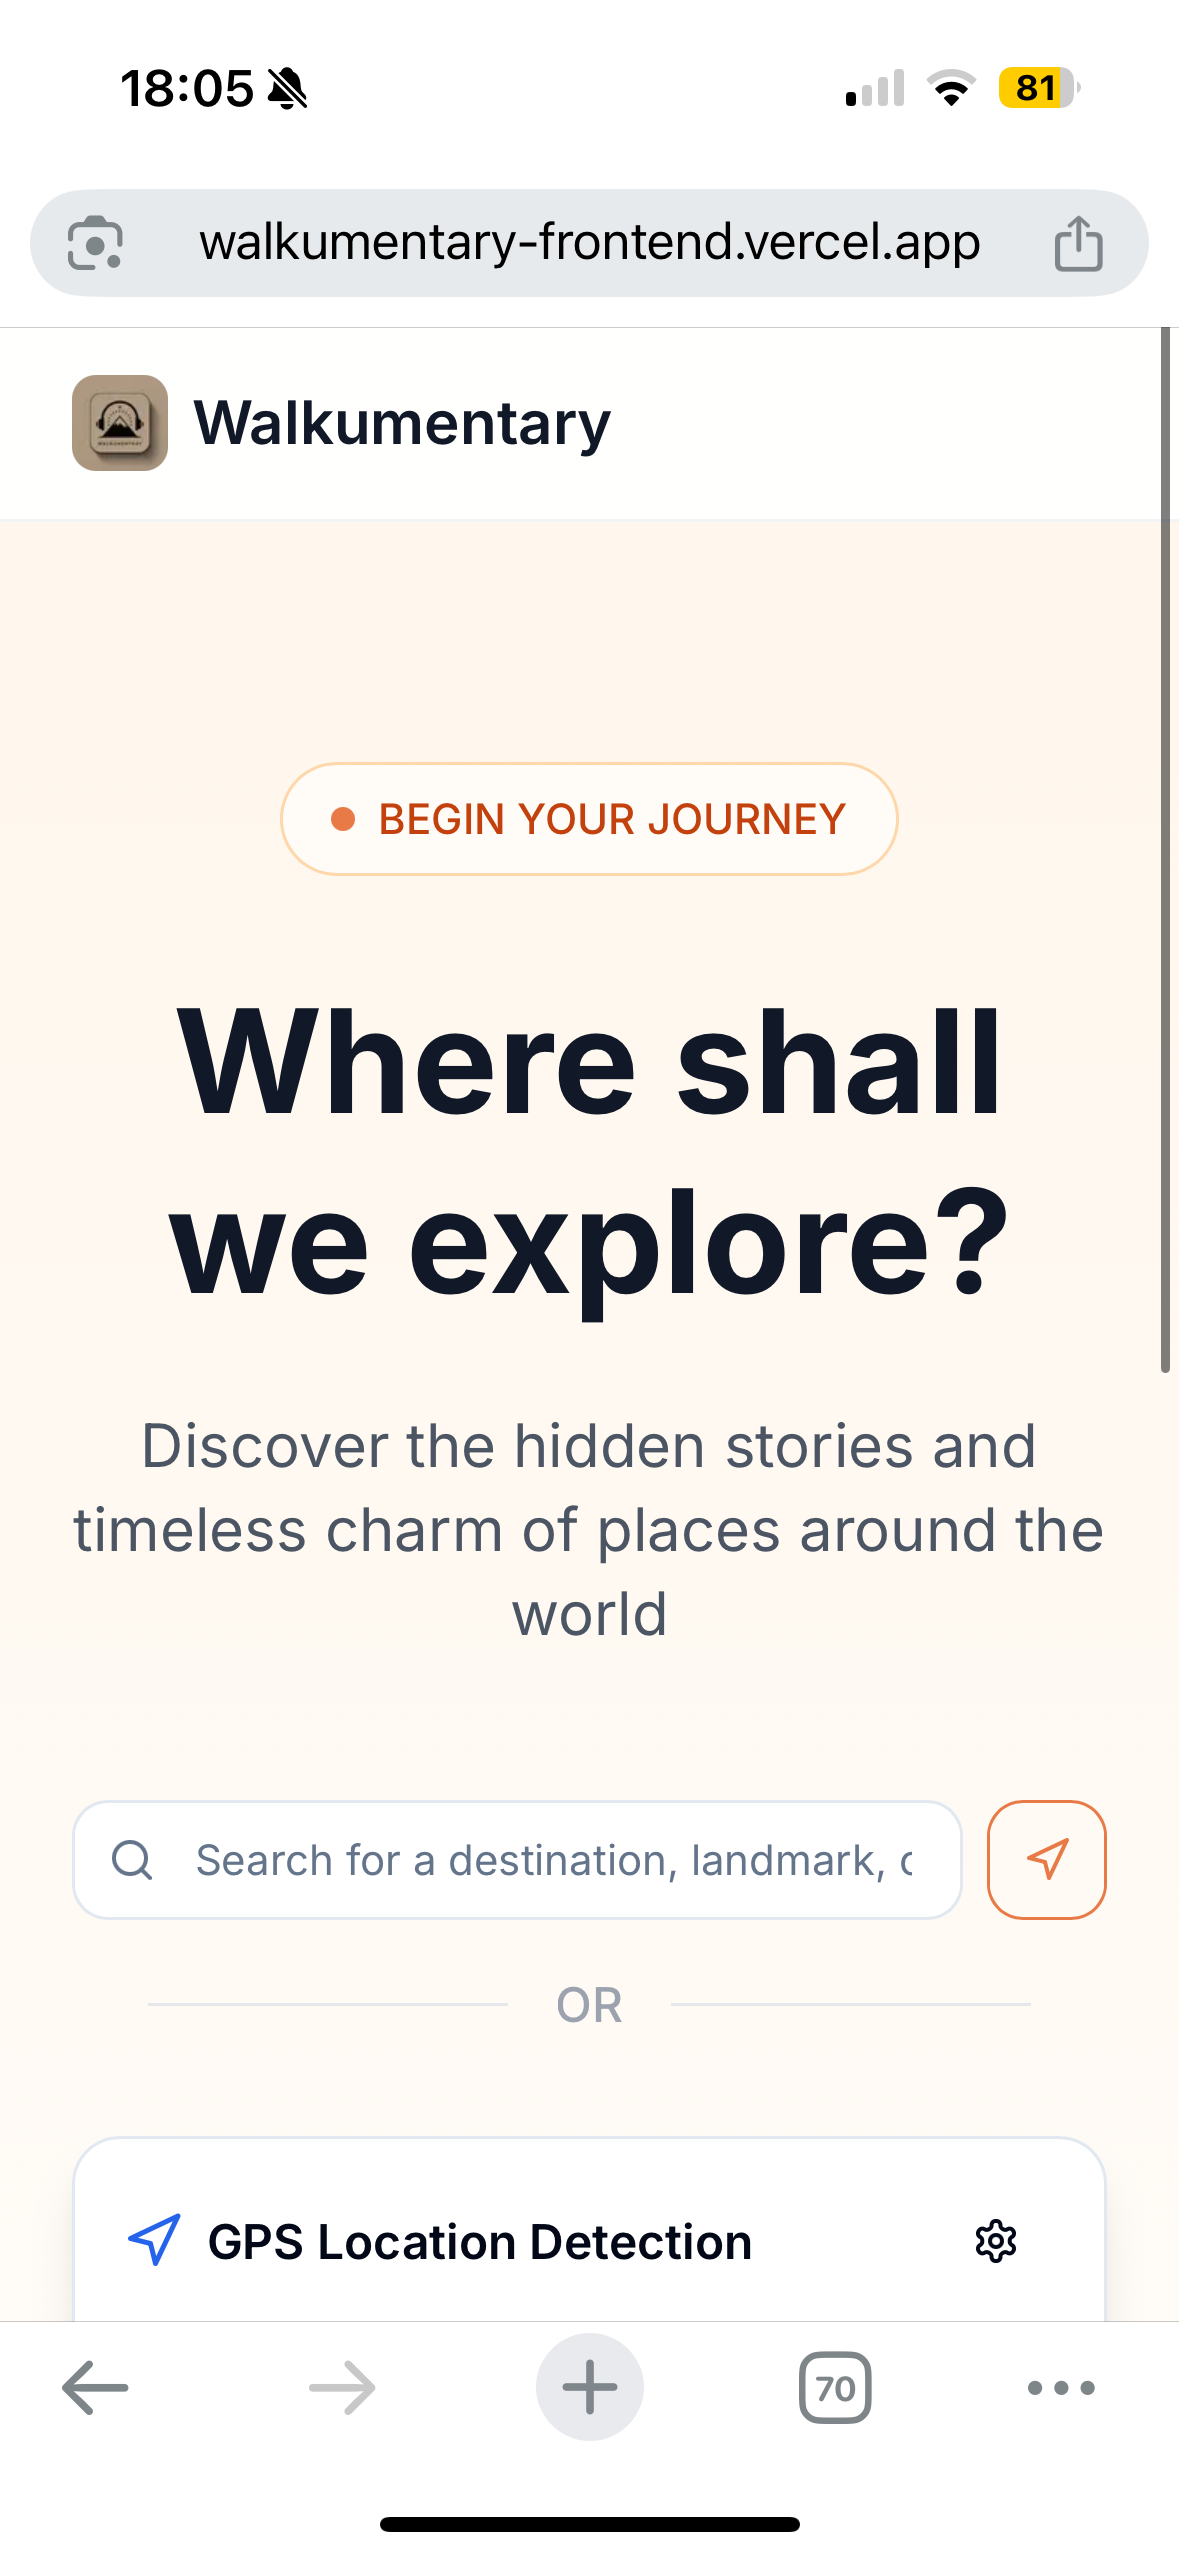 18:05
81
walkumentary-frontend.vercel.app
Walkumentary
BEGIN YOUR JOURNEY
Where shall
we explore?
Discover the hidden stories and
timeless charm of places around the
world
Search for a destination, landmark,
OR
GPS Location Detection
70